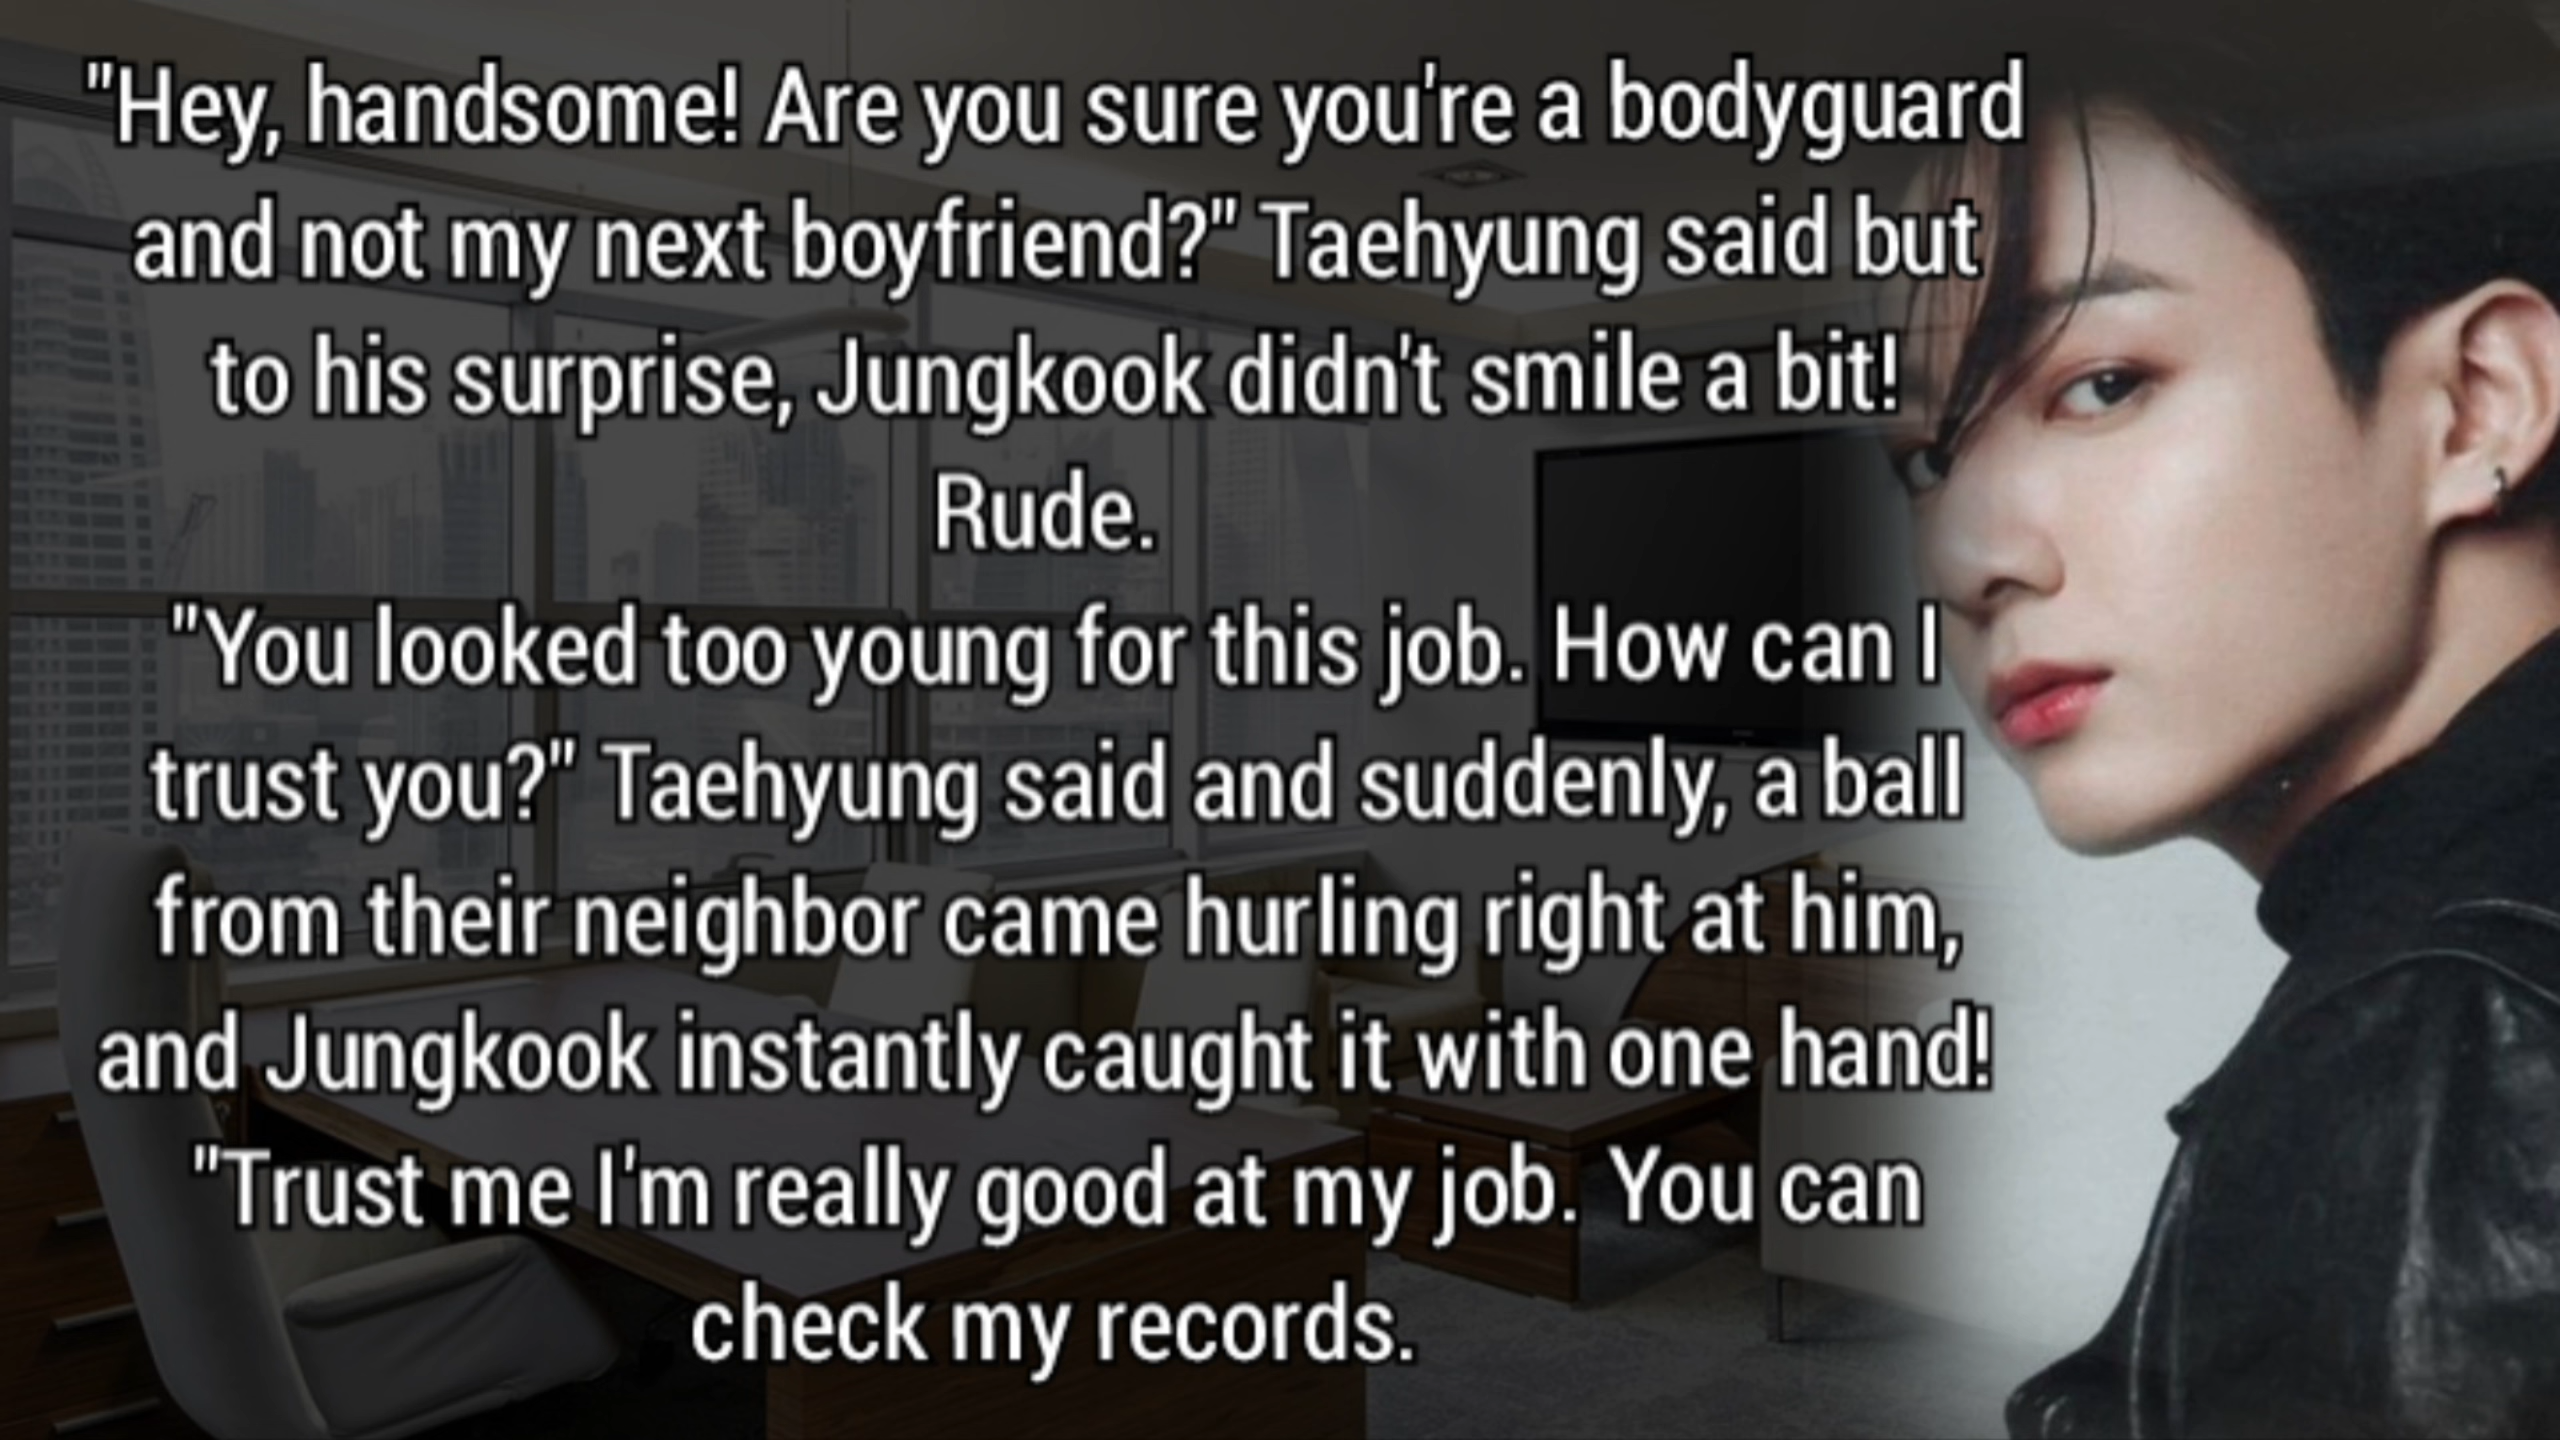 "Hey, handsome! Are you sure you're a bodyguard
and not my next boyfriend?" Taehyung said but
to his surprise, Jungkook didn't smile a bit!
Rude.
"You looked too young for this job. How can I
trust you?" Taehyung said and suddenly, a ball
from their neighbor came hurling right at him,
and Jungkook instantly caught it with one hand!
"Trust me I'm really good at my job. You can
check my records.